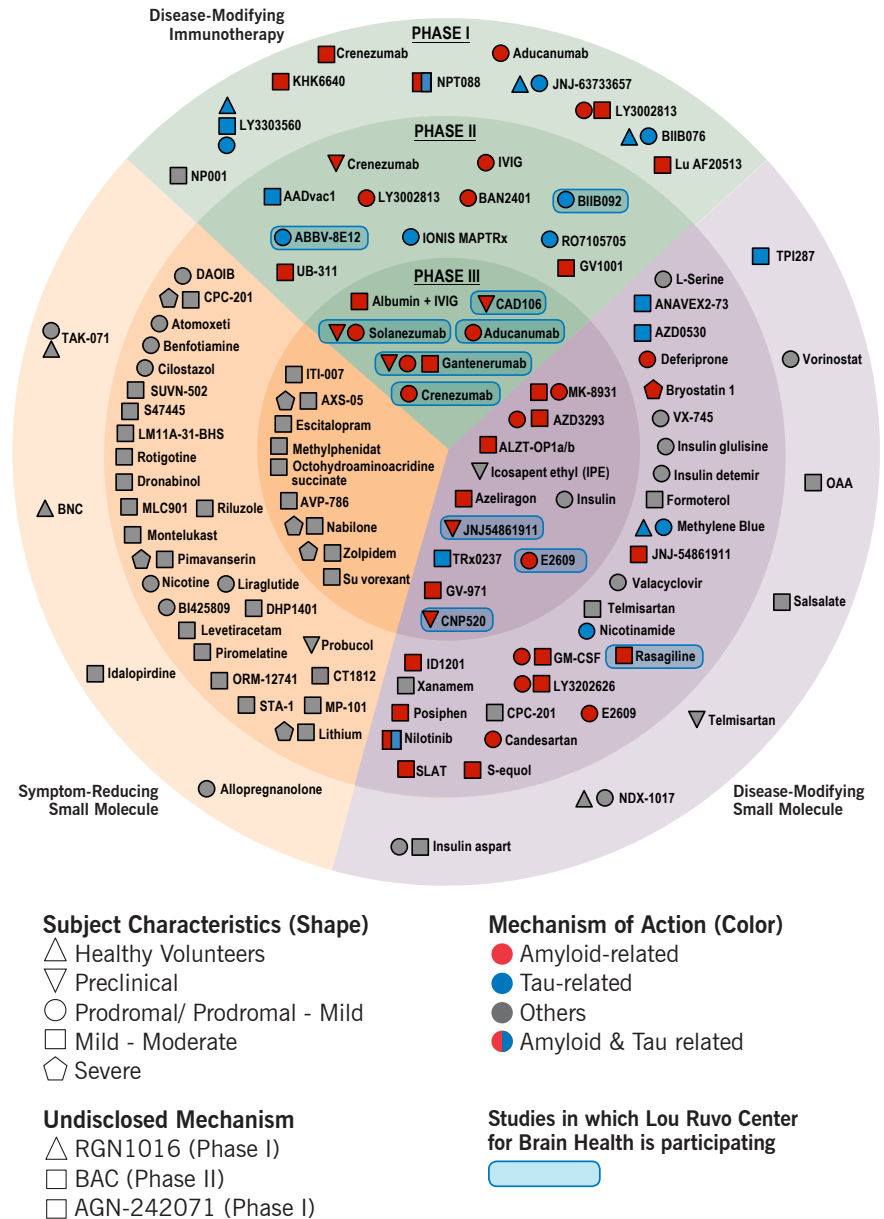 Disease-Modifying
Immunotherapy
PHASE I
Crenezumab
Aducanumab
KHK6640
NPT088
JNJ-63733657
LY3002813
LY3303560
BIIB076
Lu AF20513
NP001
PHASE II
Crenezumab
IVIG
AADvac1
LY3002813
BAN2401
BIIB092
ABBV-8E12
IONIS MAPTRx
RO7105705
UB-311
GV1001
PHASE III
Albumin + IVIG
CAD106
Solanezumab
Aducanumab
Gantenerumab
Crenezumab
DAOIB
CPC-201
Atomoxeti
Benfotiamine
Cilostazol
SUVN-502
S47445
LM11A-31-BHS
Rotigotine
Dronabinol
MLC901
Riluzole
Montelukast
Pimavanserin
Nicotine
Liraglutide
BI425809
DHP1401
Levetiracetam
Probucol
Piromelatine
ORM-12741
CT1812
STA-1
MP-101
Lithium
TAK-071
BNC
Idalopirdine
Allopregnanolone
Symptom-Reducing
Small Molecule
ITI-007
AXS-05
Escitalopram
Methylphenidat
Octohydroaminoacridine
succinate
AVP-786
Nabilone
Zolpidem
Su vorexant
MK-8931
AZD3293
ALZT-OP1a/b
Icosapent ethyl (IPE)
Azeliragon
Insulin
JNJ54861911
TRx0237
E2609
GV-971
CNP520
L-Serine
ANAVEX2-73
AZD0530
Deferiprone
Bryostatin 1
VX-745
Insulin glulisine
Insulin detemir
Formoterol
Methylene Blue
JNJ-54861911
Valacyclovir
Telmisartan
Nicotinamide
ID1201
GM-CSF
Rasagiline
Xanamem
LY3202626
Posiphen
CPC-201
E2609
Nilotinib
Candesartan
SLAT
S-equol
TPI287
Vorinostat
OAA
Salsalate
Telmisartan
NDX-1017
Insulin aspart
Disease-Modifying
Small Molecule
Subject Characteristics (Shape)
Healthy Volunteers
Preclinical
Prodromal/ Prodromal - Mild
Mild - Moderate
Severe
Mechanism of Action (Color)
Amyloid-related
Tau-related
Others
Amyloid & Tau related
Undisclosed Mechanism
RGN1016 (Phase I)
BAC (Phase II)
AGN-242071 (Phase I)
Studies in which Lou Ruvo Center
for Brain Health is participating